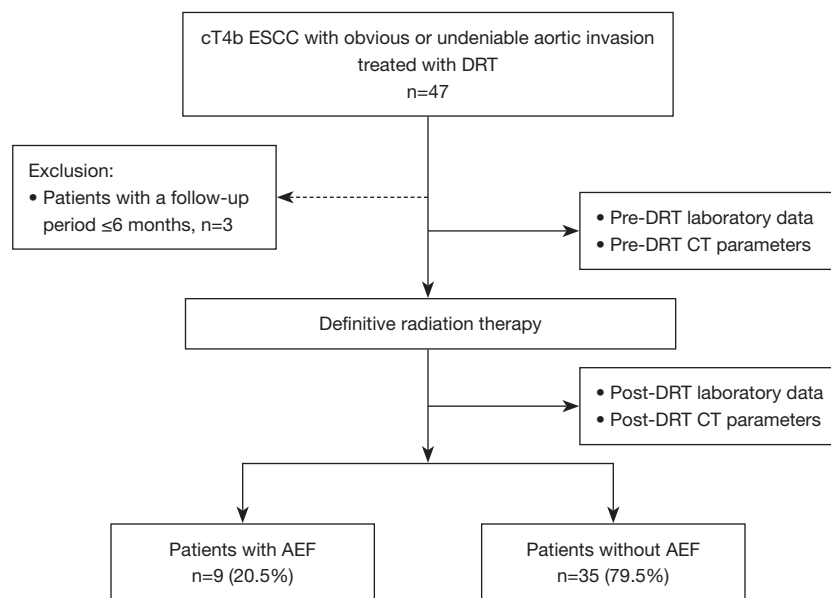 cT4b ESCC with obvious or undeniable aortic invasion
treated with DRT
n=47
Exclusion:
• Patients with a follow-up
period ≤6 months, n=3
• Pre-DRT laboratory data
• Pre-DRT CT parameters
Definitive radiation therapy
• Post-DRT laboratory data
• Post-DRT CT parameters
Patients with AEF
n=9 (20.5%)
Patients without AEF
n=35 (79.5%)